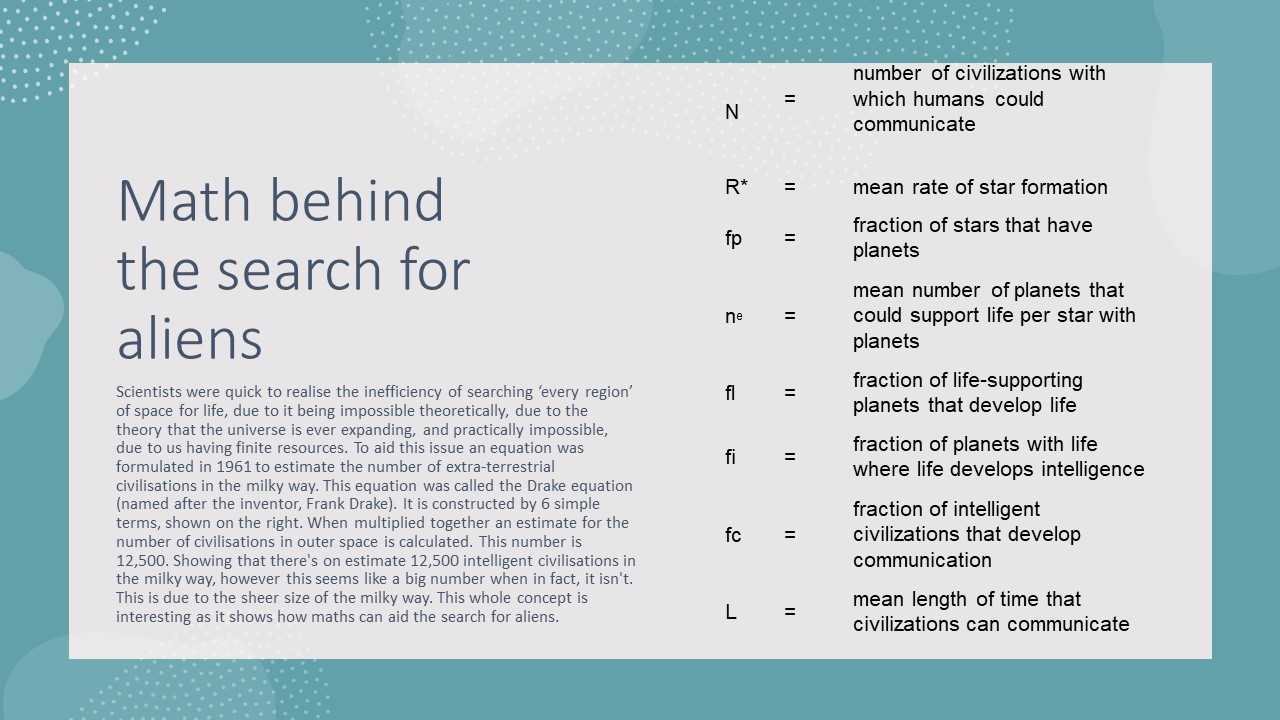 Math behind
the search for
aliens
Scientists were quick to realise the inefficiency of searching ‘every region’
of space for life, due to it being impossible theoretically, due to the
theory that the universe is ever expanding, and practically impossible,
due to us having finite resources. To aid this issue an equation was
formulated in 1961 to estimate the number of extra-terrestrial
civilisations in the milky way. This equation was called the Drake equation
(named after the inventor, Frank Drake). It is constructed by 6 simple
terms, shown on the right. When multiplied together an estimate for the
number of civilisations in outer space is calculated. This number is
12,500. Showing that there's on estimate 12,500 intelligent civilisations in
the milky way, however this seems like a big number when in fact, it isn't.
This is due to the sheer size of the milky way. This whole concept is
interesting as it shows how maths can aid the search for aliens.
N = number of civilizations with
which humans could
communicate
R* = mean rate of star formation
fp = fraction of stars that have
planets
ne = mean number of planets that
could support life per star with
planets
fl = fraction of life-supporting
planets that develop life
fi = fraction of planets with life
where life develops intelligence
fc = fraction of intelligent
civilizations that develop
communication
L = mean length of time that
civilizations can communicate